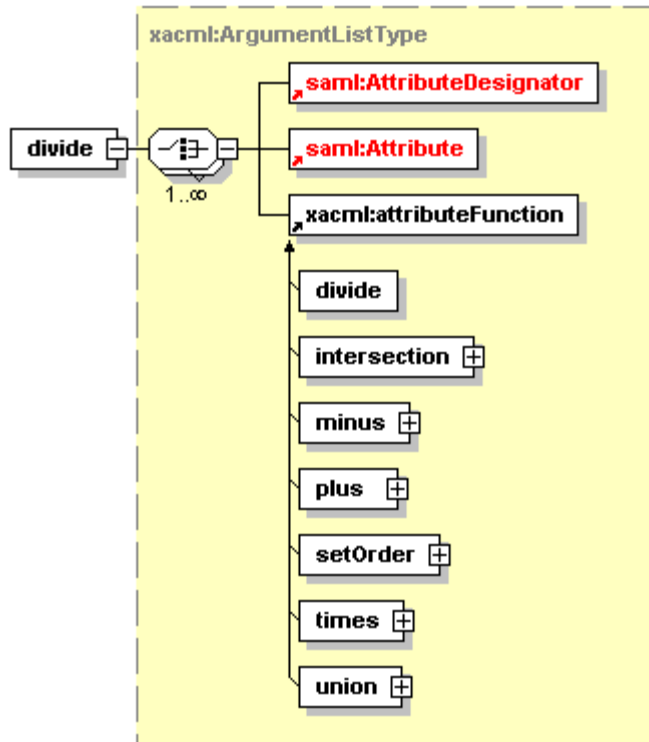 xacml:ArgumentListType
saml:AttributeDesignator
divide
saml:Attribute
1..∞
xacml:attributeFunction
divide
intersection
minus
plus
setOrder
times
union